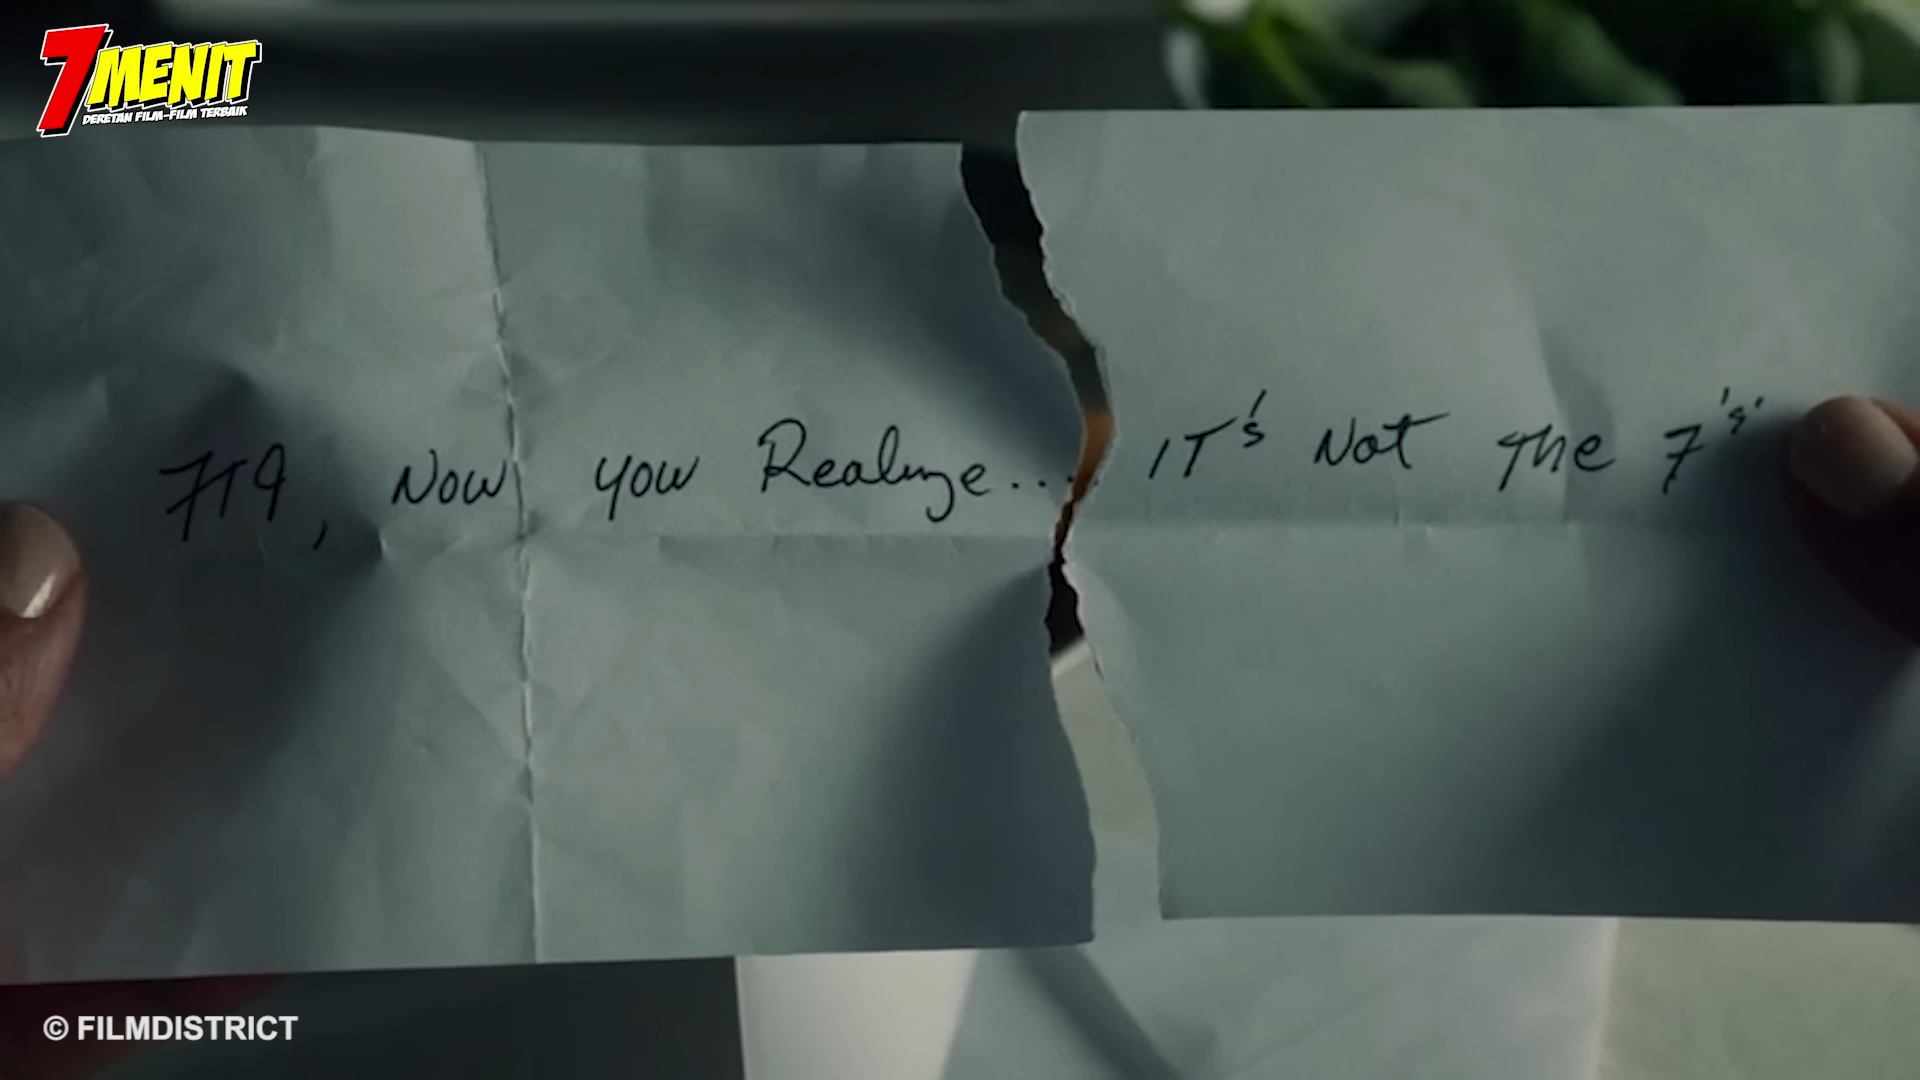 7MENIT
DERETAN FILM-FILM TERBAIK
719, Now you Realize... IT's Not The 7's'
© FILMDISTRICT